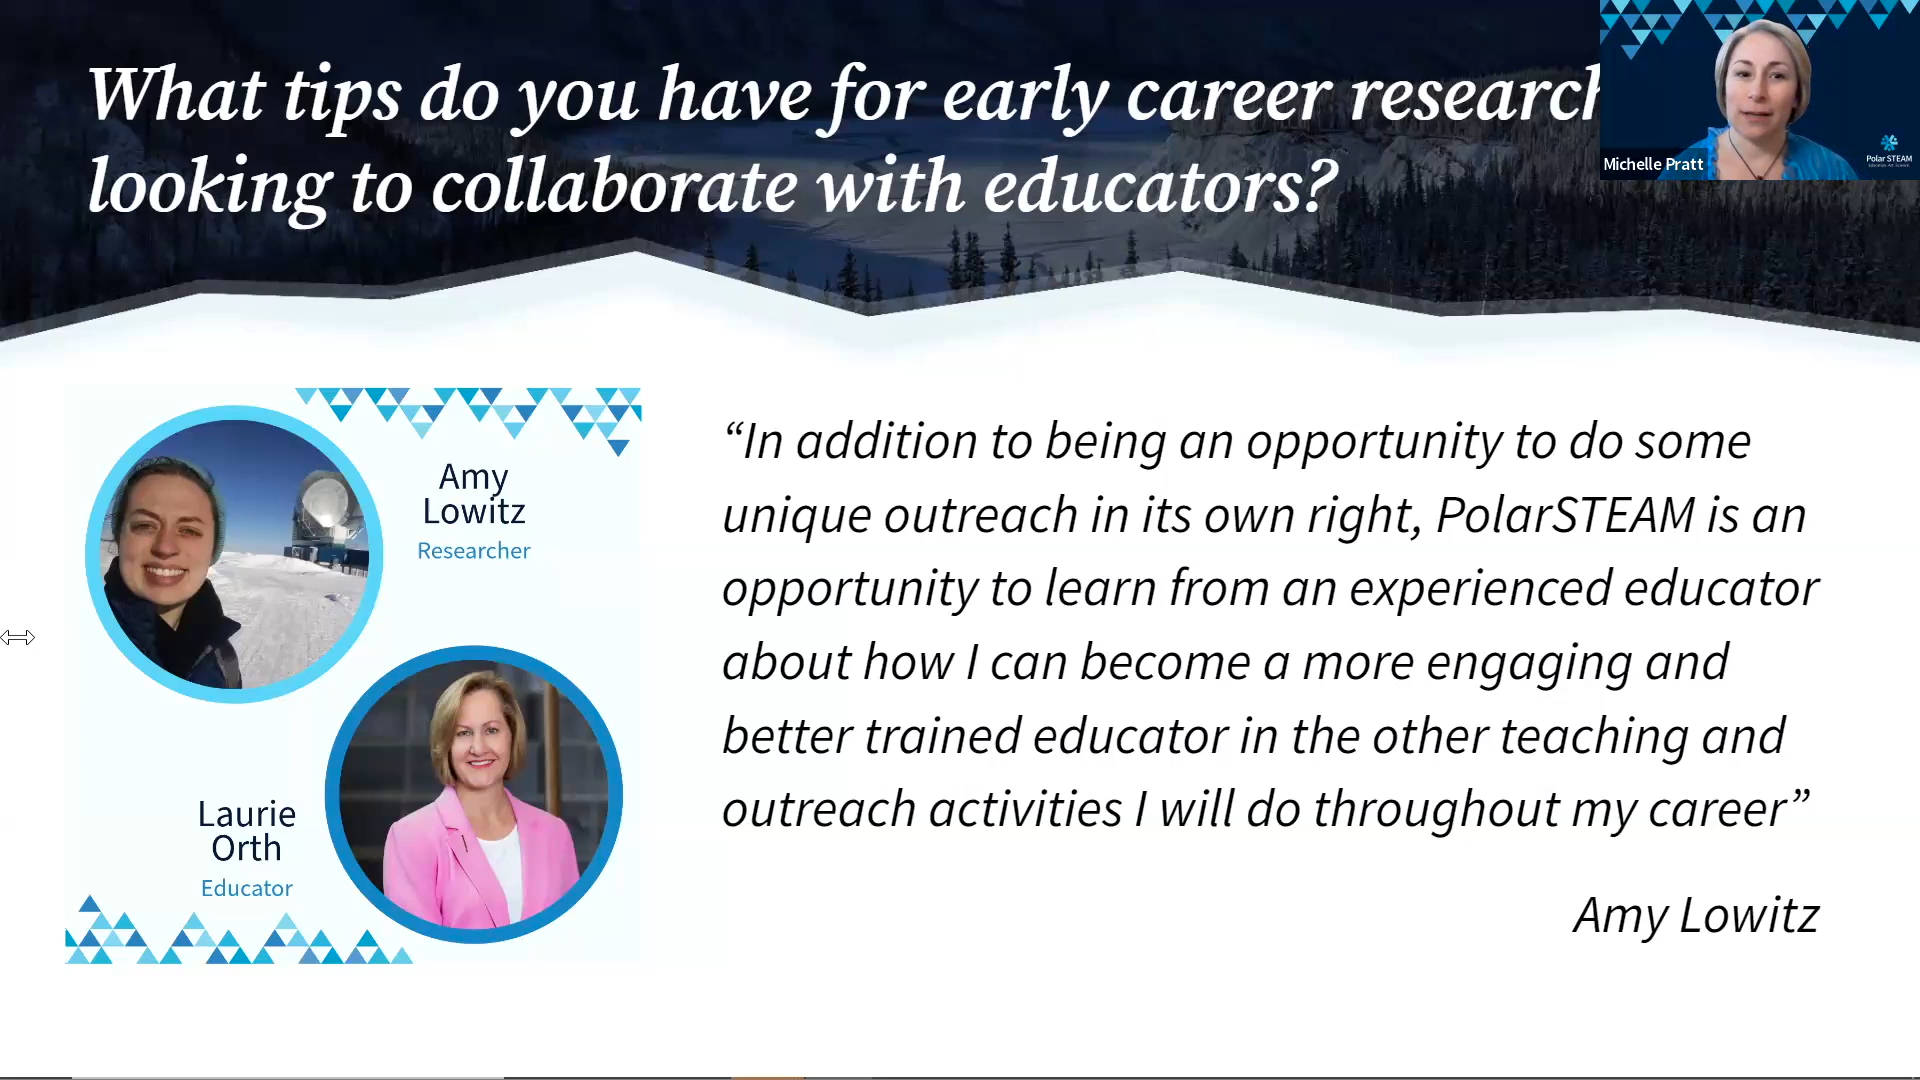 What tips do you have for early career research
looking to collaborate with educators?
Michelle Pratt
Polar STEAM
Amy
Lowitz
Researcher
Laurie
Orth
Educator
“In addition to being an opportunity to do some
unique outreach in its own right, PolarSTEAM is an
opportunity to learn from an experienced educator
about how I can become a more engaging and
better trained educator in the other teaching and
outreach activities I will do throughout my career”
Amy Lowitz